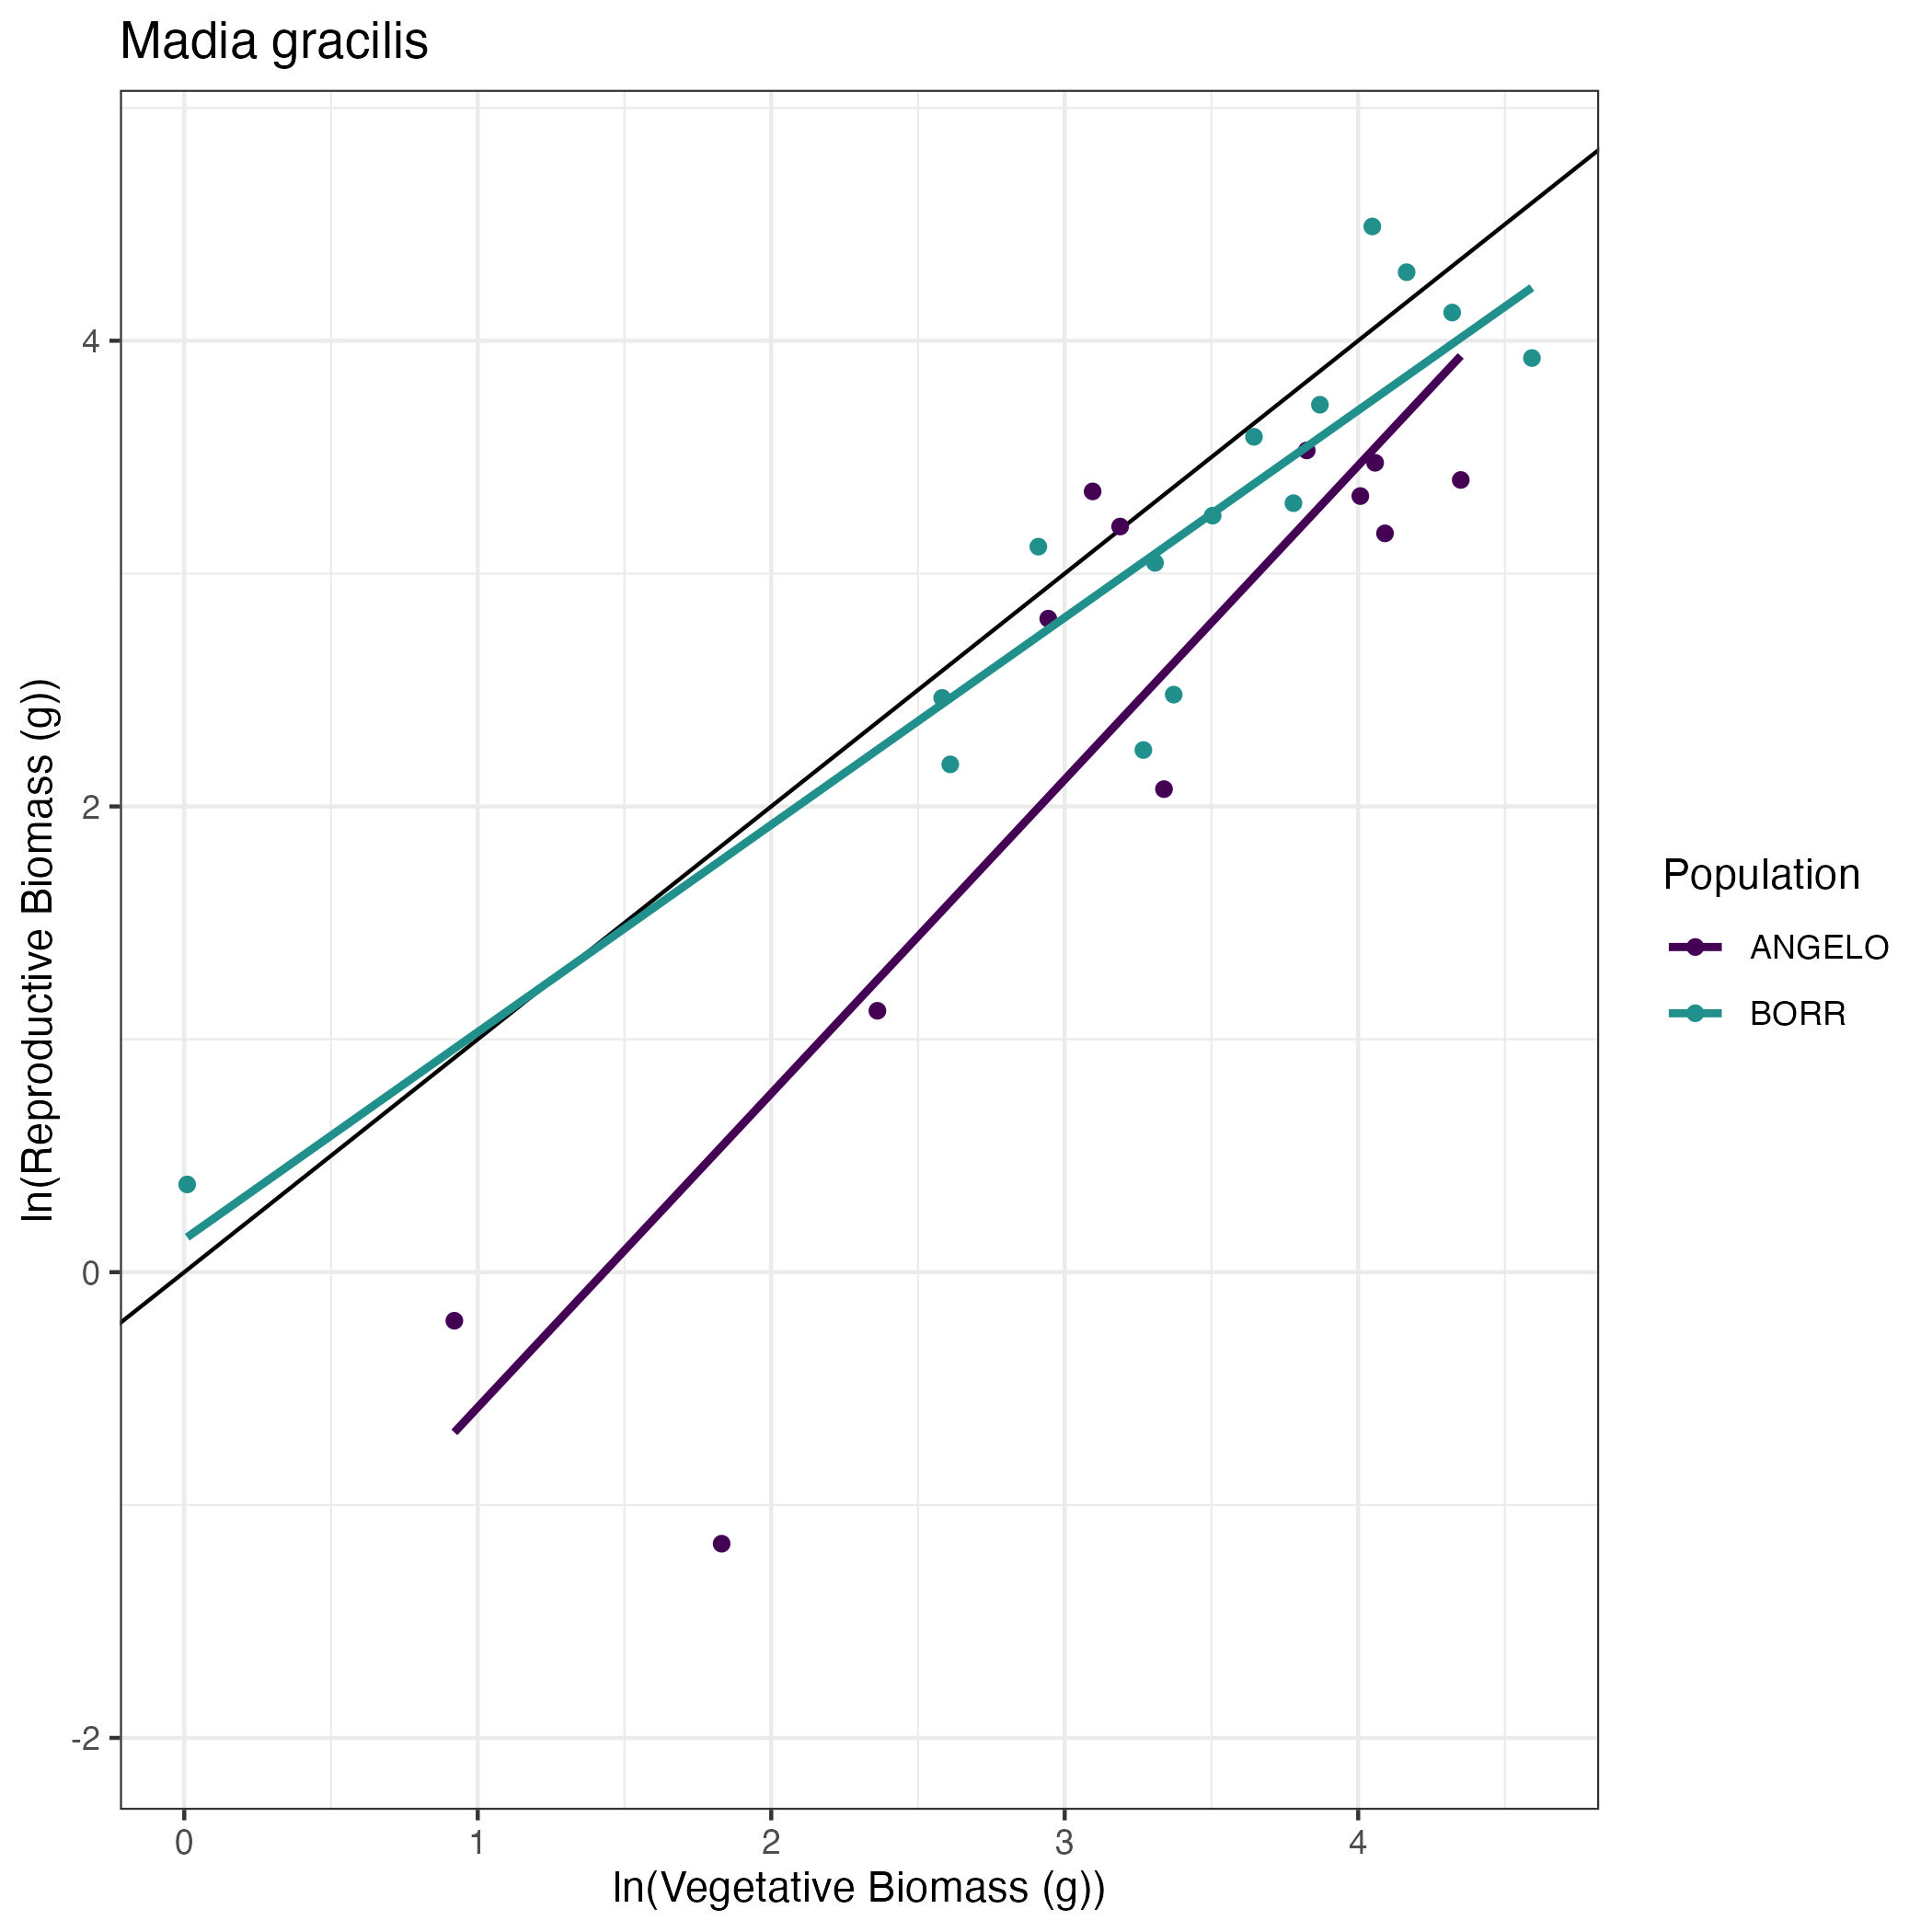 Madia gracilis
4
2
0
-2
ln(Reproductive Biomass (g))
0 1 2 3 4
ln(Vegetative Biomass (g))
Population
ANGELO
BORR